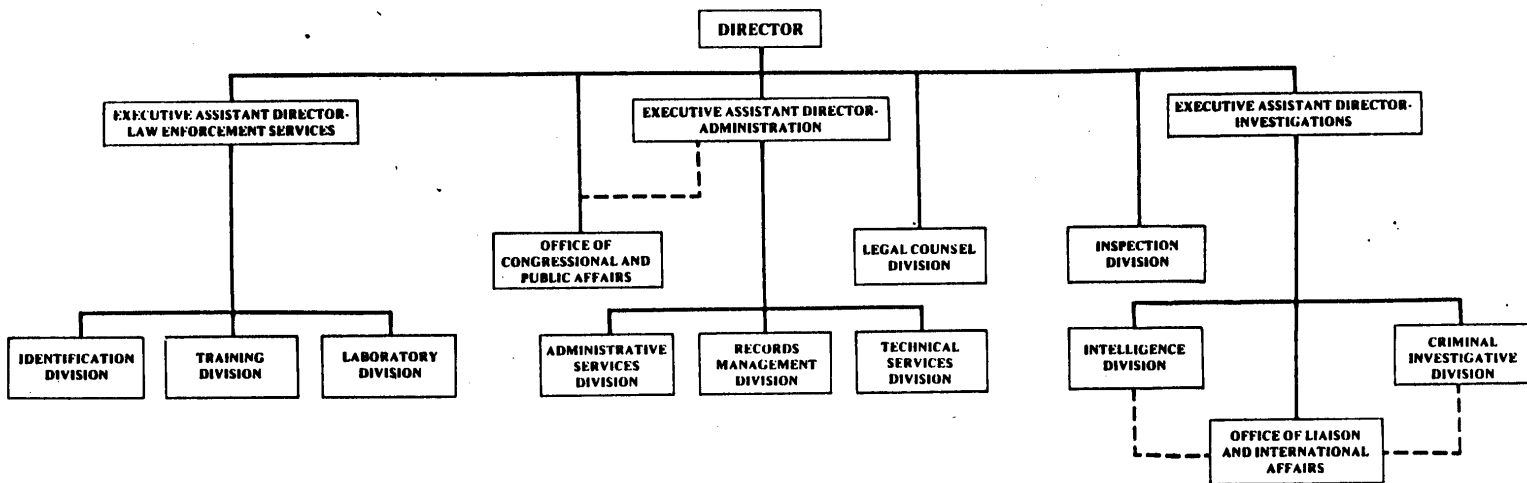 DIRECTOR
EXECUTIVE ASSISTANT DIRECTOR-
LAW ENFORCEMENT SERVICES
EXECUTIVE ASSISTANT DIRECTOR-
ADMINISTRATION
EXECUTIVE ASSISTANT DIRECTOR-
INVESTIGATIONS
OFFICE OF
CONGRESSIONAL AND
PUBLIC AFFAIRS
LEGAL COUNSEL
DIVISION
INSPECTION
DIVISION
IDENTIFICATION
DIVISION
TRAINING
DIVISION
LABORATORY
DIVISION
ADMINISTRATIVE
SERVICES
DIVISION
RECORDS
MANAGEMENT
DIVISION
TECHNICAL
SERVICES
DIVISION
INTELLIGENCE
DIVISION
CRIMINAL
INVESTIGATIVE
DIVISION
OFFICE OF LIAISON
AND INTERNATIONAL
AFFAIRS